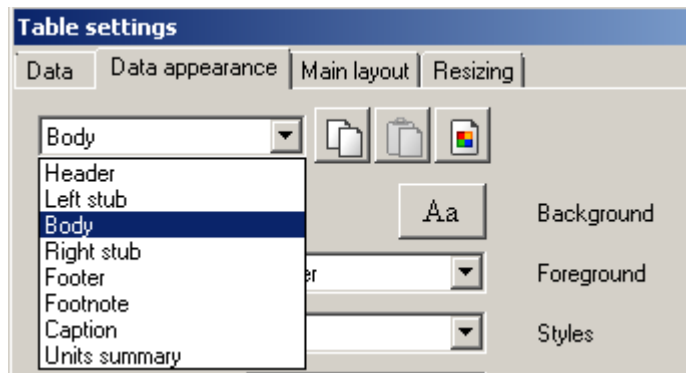 Table settings
Data Data appearance Main layout Resizing
Body
Header
Left stub
Body
Right stub
Footer
Footnote
Caption
Units summary
Aa
Background
Foreground
Styles